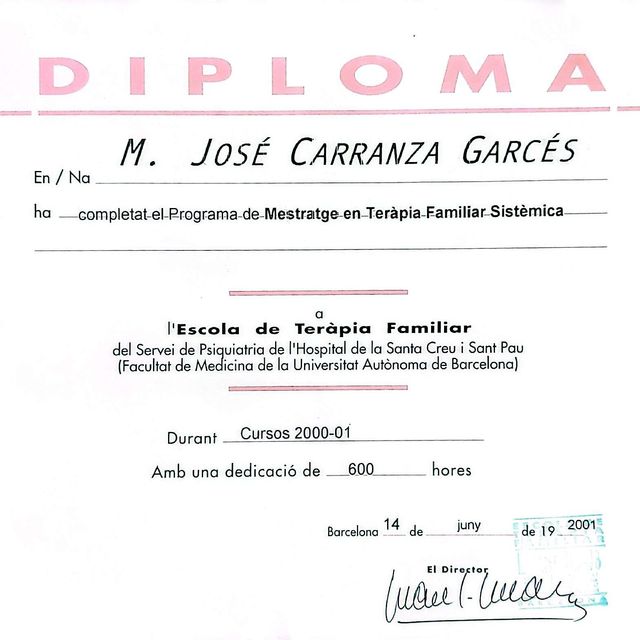 DIPLOMA
En / Na M. JOSÉ CARRANZA GARCÉS
ha completat el Programa de Mestratge en Teràpia Familiar Sistèmica
a
l'Escola de Teràpia Familiar
del Servei de Psiquiatria de l'Hospital de la Santa Creu i Sant Pau
(Facultat de Medicina de la Universitat Autònoma de Barcelona)
Durant Cursos 2000-01
Amb una dedicació de 600 hores
Barcelona 14 de juny de 19 2001
El Director